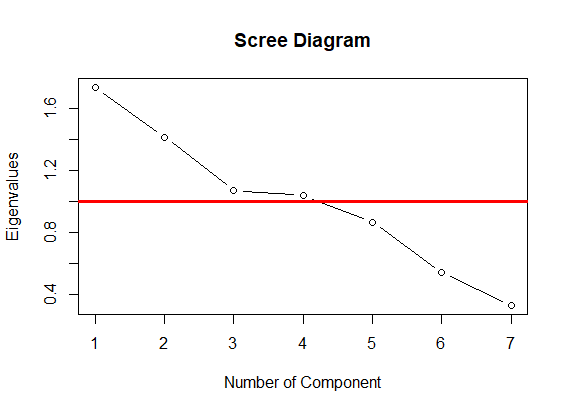 Scree Diagram
Eigenvalues
1.6
1.2
0.8
0.4
1 2 3 4 5 6 7
Number of Component